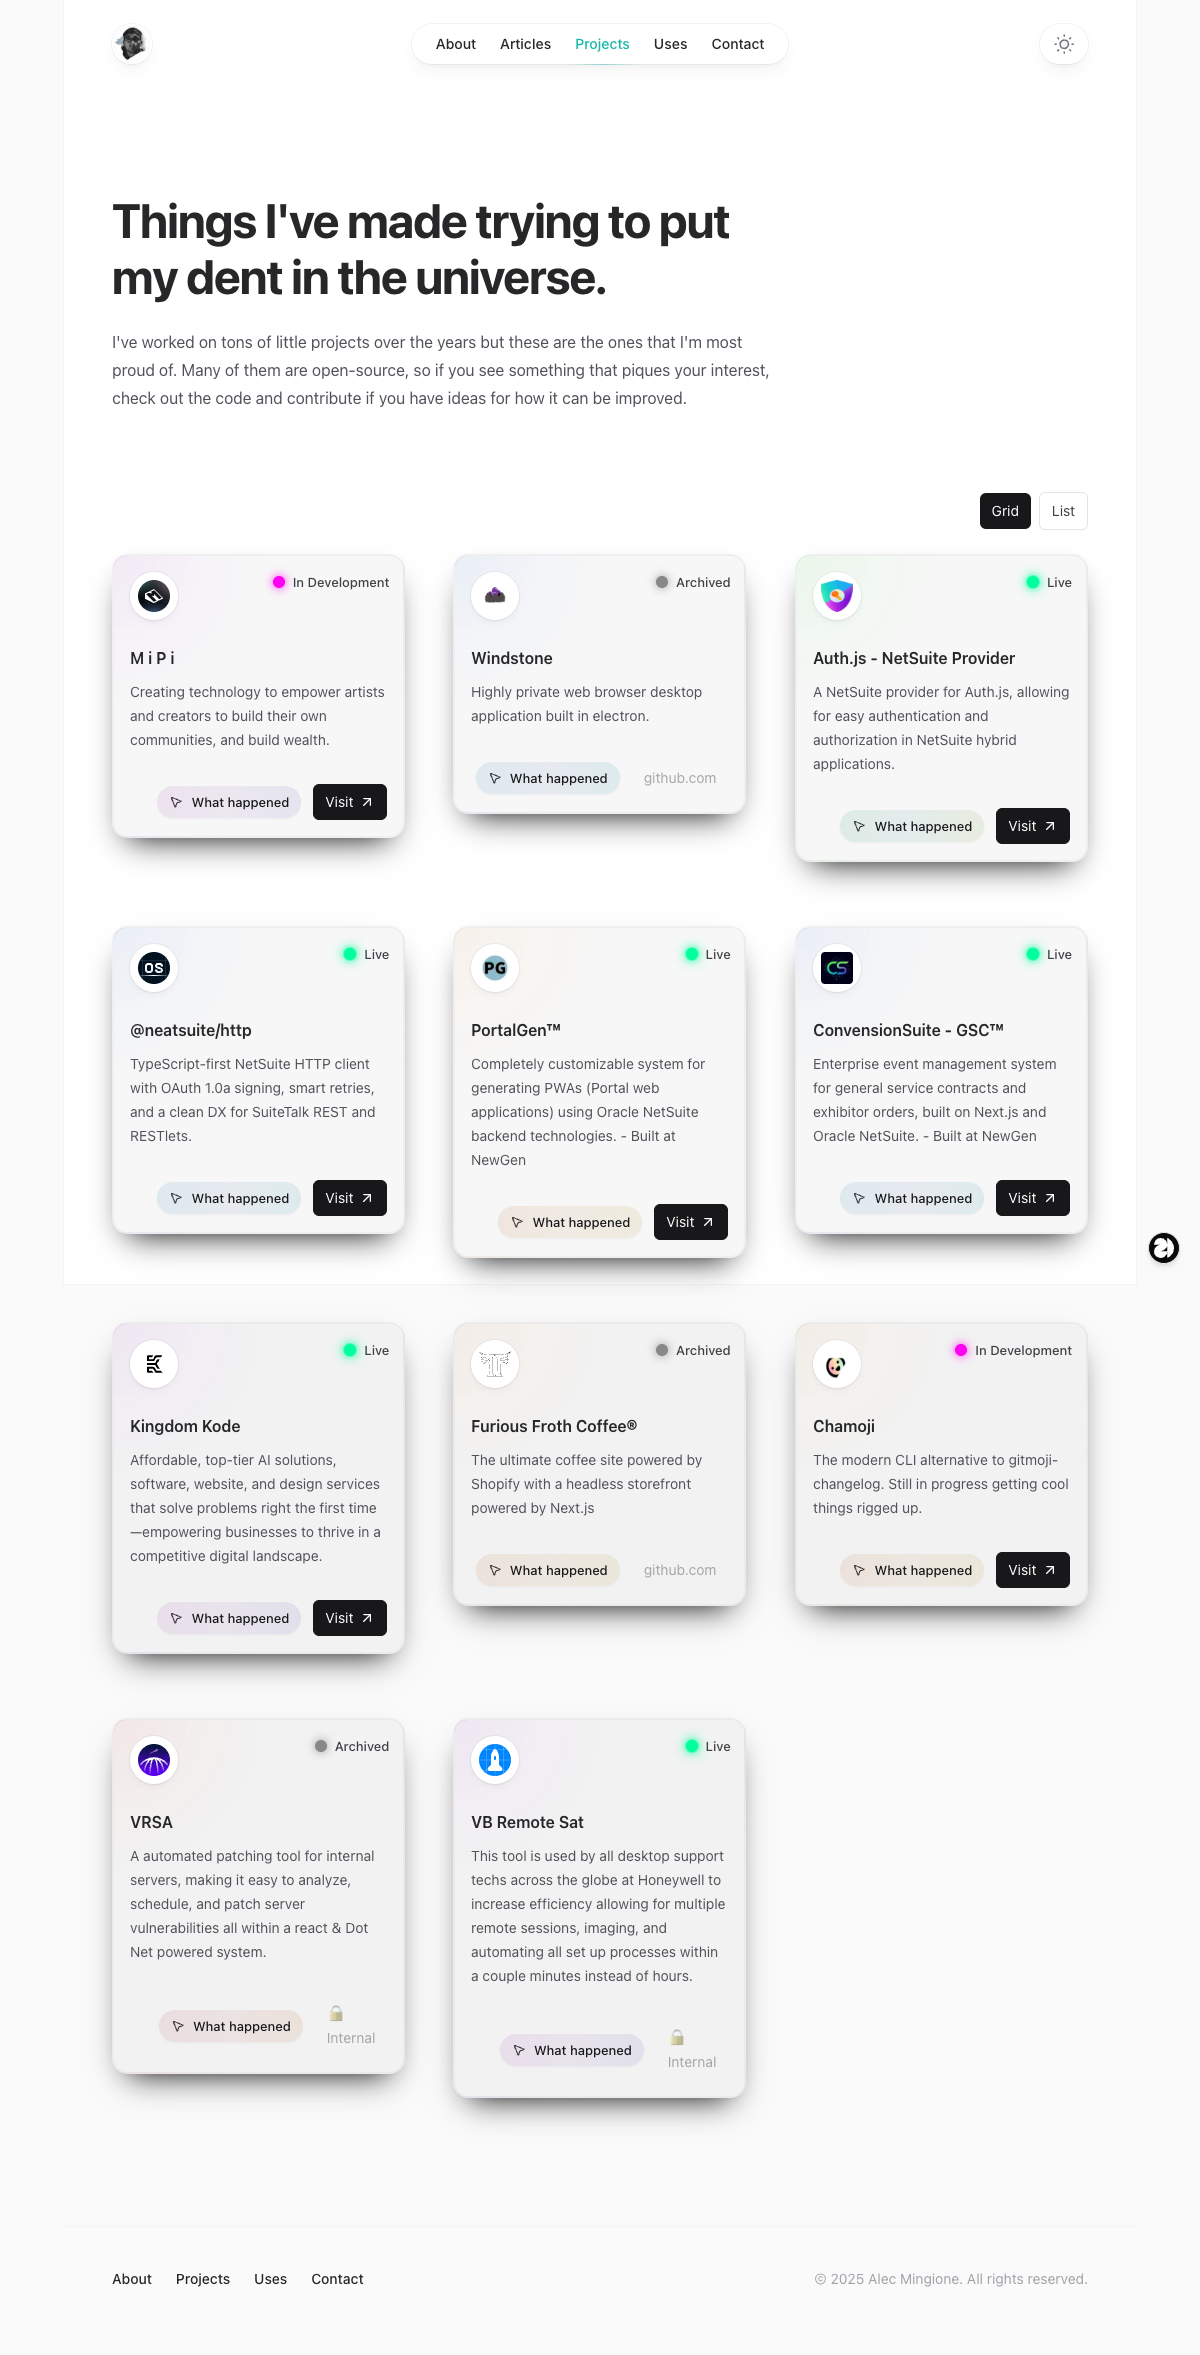 About Articles Projects Uses Contact
Things I've made trying to put
my dent in the universe.
I've worked on tons of little projects over the years but these are the ones that I'm most
proud of. Many of them are open-source, so if you see something that piques your interest,
check out the code and contribute if you have ideas for how it can be improved.
Grid List
In Development
M i P i
Creating technology to empower artists
and creators to build their own
communities, and build wealth.
What happened Visit
Archived
Windstone
Highly private web browser desktop
application built in electron.
What happened github.com
Live
Auth.js - NetSuite Provider
A NetSuite provider for Auth.js, allowing
for easy authentication and
authorization in NetSuite hybrid
applications.
What happened Visit
OS
Live
@neatsuite/http
TypeScript-first NetSuite HTTP client
with OAuth 1.0a signing, smart retries,
and a clean DX for SuiteTalk REST and
RESTlets.
What happened Visit
PG
Live
PortalGen™
Completely customizable system for
generating PWAs (Portal web
applications) using Oracle NetSuite
backend technologies. - Built at
NewGen
What happened Visit
CS
Live
ConvensionSuite - GSC™
Enterprise event management system
for general service contracts and
exhibitor orders, built on Next.js and
Oracle NetSuite. - Built at NewGen
What happened Visit
Live
Kingdom Kode
Affordable, top-tier AI solutions,
software, website, and design services
that solve problems right the first time
—empowering businesses to thrive in a
competitive digital landscape.
What happened Visit
Archived
Furious Froth Coffee®
The ultimate coffee site powered by
Shopify with a headless storefront
powered by Next.js
What happened github.com
In Development
Chamoji
The modern CLI alternative to gitmoji-
changelog. Still in progress getting cool
things rigged up.
What happened Visit
Archived
VRSA
A automated patching tool for internal
servers, making it easy to analyze,
schedule, and patch server
vulnerabilities all within a react & Dot
Net powered system.
What happened 🔒
Internal
Live
VB Remote Sat
This tool is used by all desktop support
techs across the globe at Honeywell to
increase efficiency allowing for multiple
remote sessions, imaging, and
automating all set up processes within
a couple minutes instead of hours.
What happened 🔒
Internal
About Projects Uses Contact
© 2025 Alec Mingione. All rights reserved.